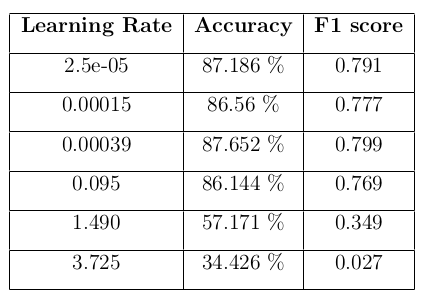 Learning Rate Accuracy F1 score
2.5e-05 87.186 % 0.791
0.00015 86.56 % 0.777
0.00039 87.652 % 0.799
0.095 86.144 % 0.769
1.490 57.171 % 0.349
3.725 34.426 % 0.027